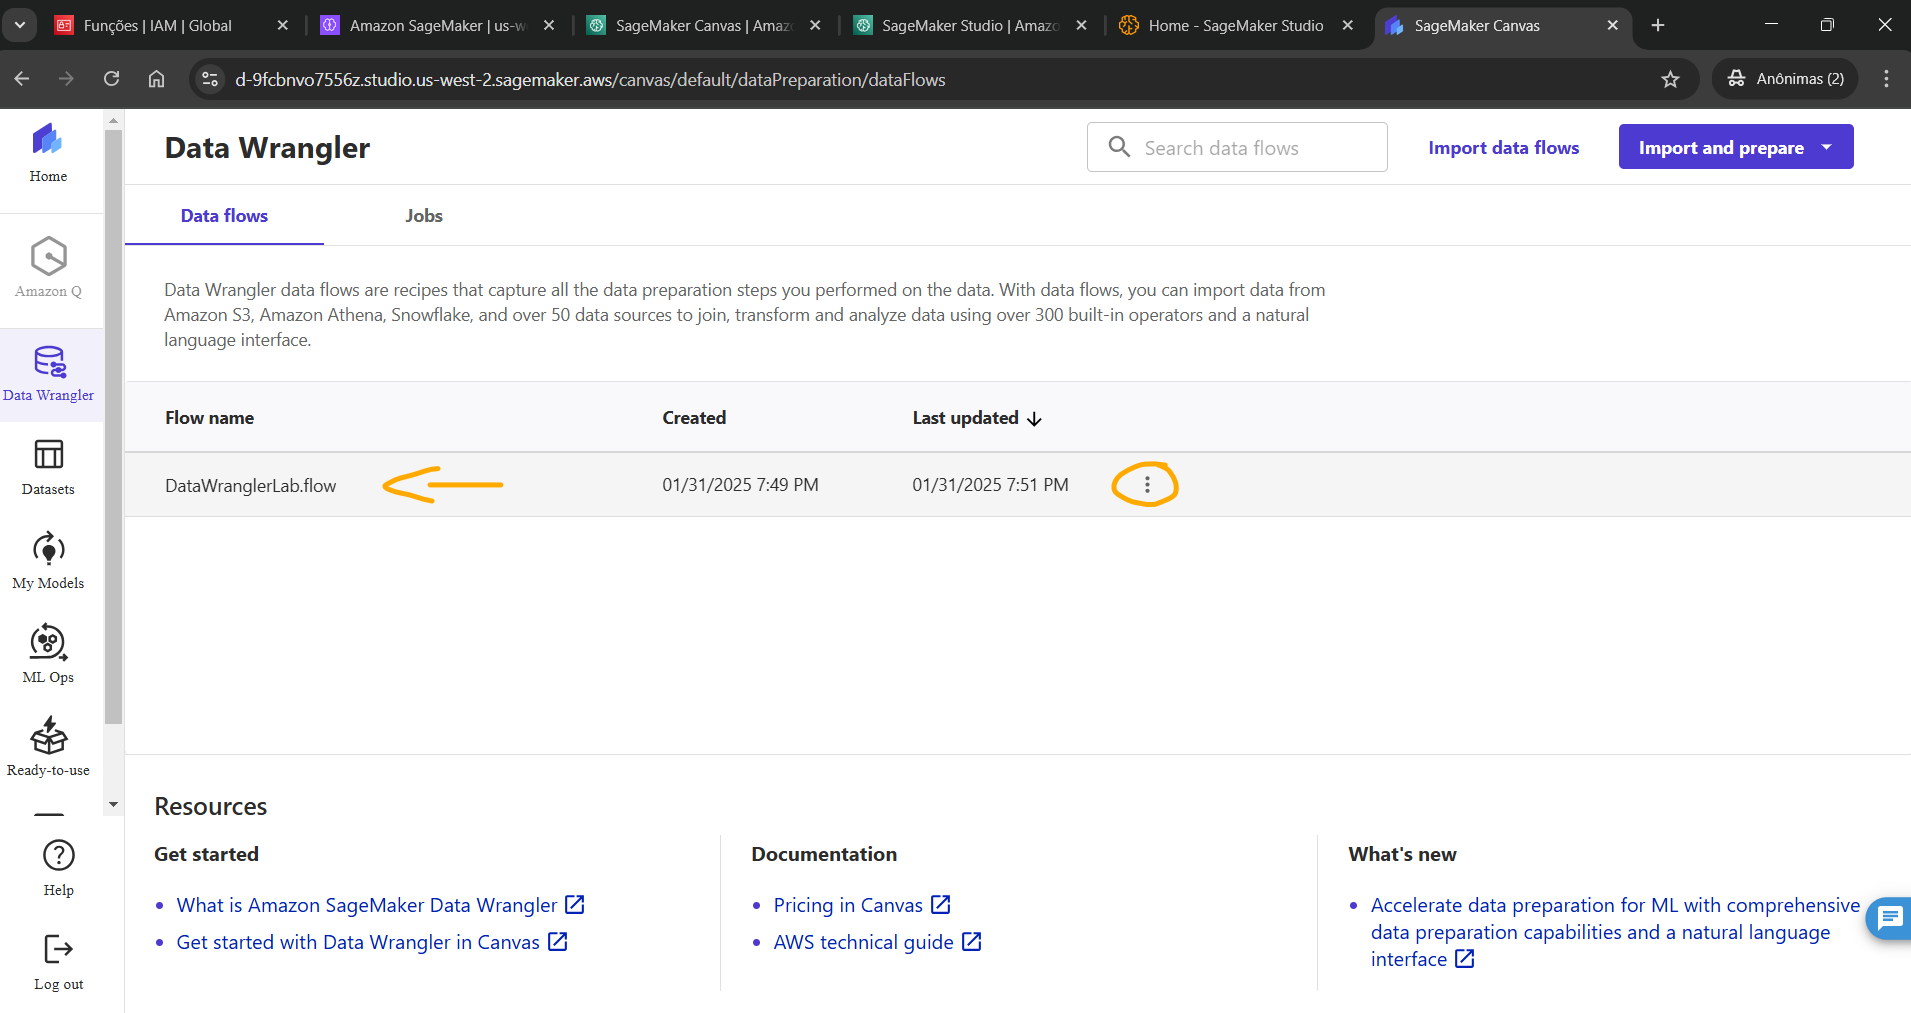 Funções | IAM | Global
Amazon SageMaker | us-w
SageMaker Canvas | Amaz
SageMaker Studio | Amazo
Home - SageMaker Studio
SageMaker Canvas
d-9fcbnvo7556z.studio.us-west-2.sagemaker.aws/canvas/default/dataPreparation/dataFlows
Anônimas (2)
Home
Amazon Q
Data Wrangler
Datasets
My Models
ML Ops
Ready-to-use
Help
Log out
Data Wrangler
Search data flows
Import data flows
Import and prepare
Data flows
Jobs
Data Wrangler data flows are recipes that capture all the data preparation steps you performed on the data. With data flows, you can import data from
Amazon S3, Amazon Athena, Snowflake, and over 50 data sources to join, transform and analyze data using over 300 built-in operators and a natural
language interface.
Flow name Created Last updated
DataWranglerLab.flow 01/31/2025 7:49 PM 01/31/2025 7:51 PM
Resources
Get started
What is Amazon SageMaker Data Wrangler
Get started with Data Wrangler in Canvas
Documentation
Pricing in Canvas
AWS technical guide
What's new
Accelerate data preparation for ML with comprehensive
data preparation capabilities and a natural language
interface